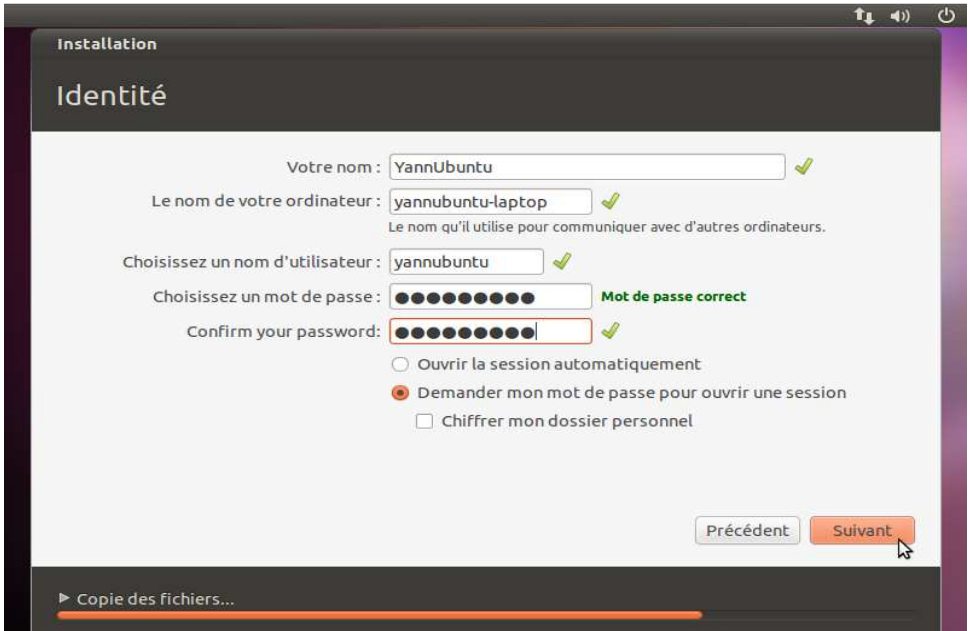 Installation
Identité
Votre nom : YannUbuntu
Le nom de votre ordinateur : yannubuntu-laptop
Le nom qu'il utilise pour communiquer avec d'autres ordinateurs.
Choisissez un nom d'utilisateur : yannubuntu
Choisissez un mot de passe : ●●●●●●●●● Mot de passe correct
Confirm your password: ●●●●●●●●●
Ouvrir la session automatiquement
Demander mon mot de passe pour ouvrir une session
Chiffrer mon dossier personnel
Précédent Suivant
Copie des fichiers...